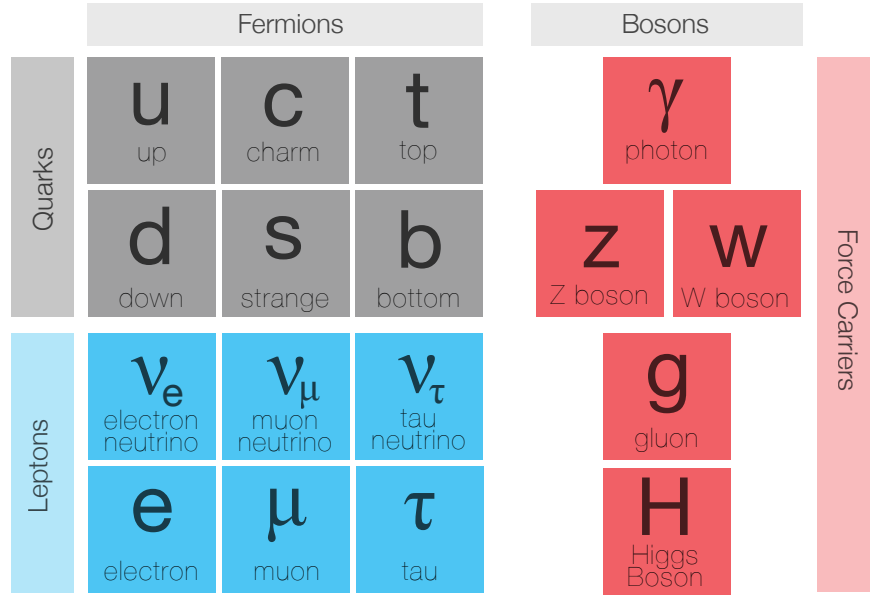 Fermions
Bosons
Quarks
u
up
c
charm
t
top
d
down
s
strange
b
bottom
Leptons
νe
electron
neutrino
νμ
muon
neutrino
ντ
tau
neutrino
e
electron
μ
muon
τ
tau
γ
photon
z
Z boson
w
W boson
g
gluon
H
Higgs
Boson
Force Carriers